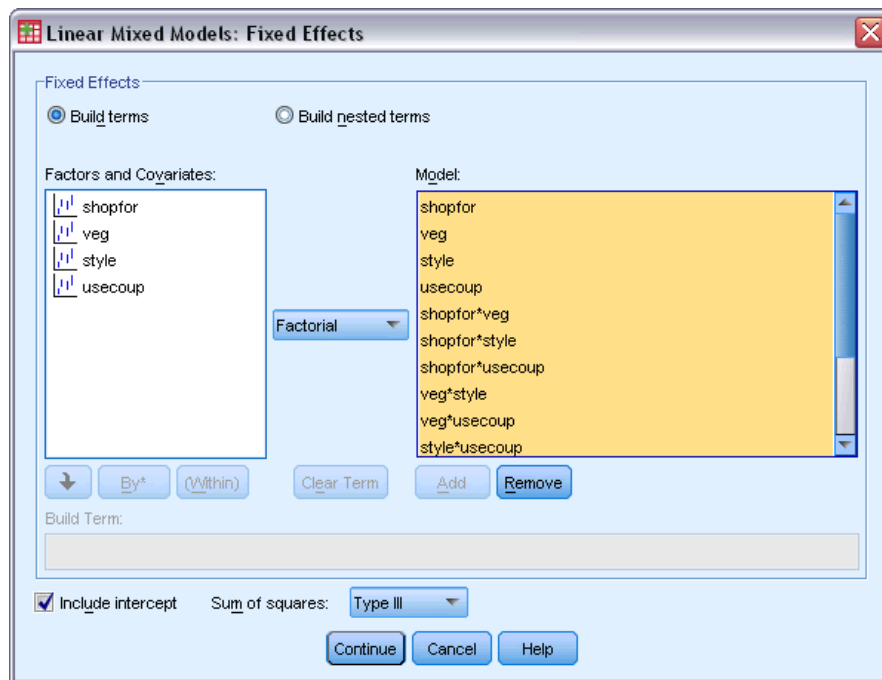 Linear Mixed Models: Fixed Effects
Fixed Effects
Build terms
Build nested terms
Factors and Covariates:
shopfor
veg
style
usecoup
Factorial
Model:
shopfor
veg
style
usecoup
shopfor*veg
shopfor*style
shopfor*usecoup
veg*style
veg*usecoup
style*usecoup
By*
(Within)
Clear Term
Add
Remove
Build Term:
Include intercept
Sum of squares:
Type III
Continue
Cancel
Help